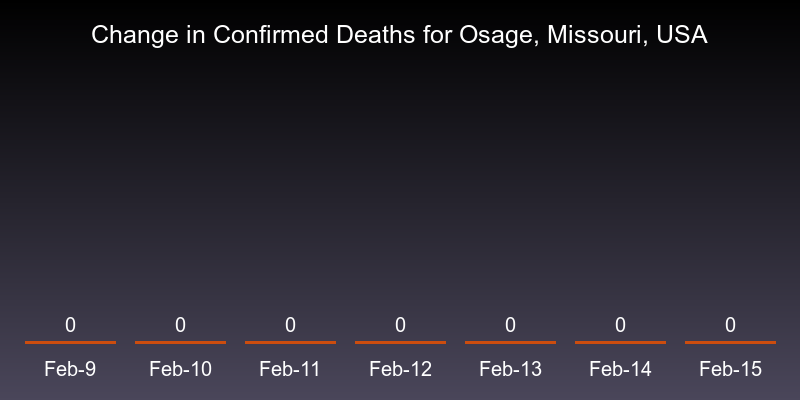 Change in Confirmed Deaths for Osage, Missouri, USA
0 0 0 0 0 0 0
Feb-9 Feb-10 Feb-11 Feb-12 Feb-13 Feb-14 Feb-15